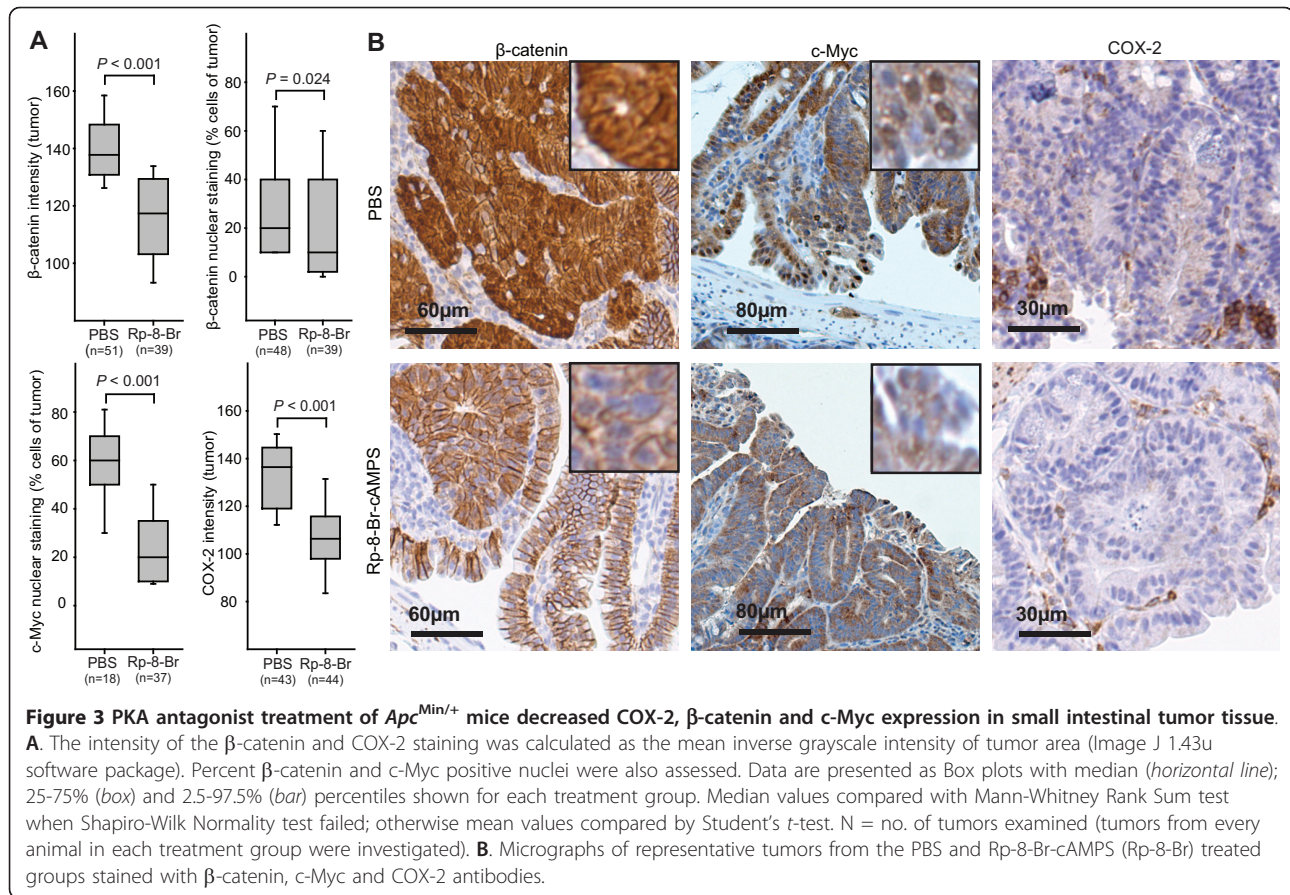 A
β-catenin intensity (tumor)
160
140
120
100
P < 0.001
PBS
(n=51)
Rp-8-Br
(n=39)
β-catenin nuclear staining (% cells of tumor)
80
60
40
20
0
P = 0.024
PBS
(n=48)
Rp-8-Br
(n=39)
c-Myc nuclear staining (% cells of tumor)
80
60
40
20
0
P < 0.001
PBS
(n=18)
Rp-8-Br
(n=37)
COX-2 intensity (tumor)
160
140
120
100
80
P < 0.001
PBS
(n=43)
Rp-8-Br
(n=44)
B
β-catenin
c-Myc
COX-2
PBS
60μm
80μm
30μm
Rp-8-Br-cAMPS
60μm
80μm
30μm
Figure 3 PKA antagonist treatment of Apc^Min/+ mice decreased COX-2, β-catenin and c-Myc expression in small intestinal tumor tissue.
A. The intensity of the β-catenin and COX-2 staining was calculated as the mean inverse grayscale intensity of tumor area (Image J 1.43u
software package). Percent β-catenin and c-Myc positive nuclei were also assessed. Data are presented as Box plots with median (horizontal line);
25-75% (box) and 2.5-97.5% (bar) percentiles shown for each treatment group. Median values compared with Mann-Whitney Rank Sum test
when Shapiro-Wilk Normality test failed; otherwise mean values compared by Student's t-test. N = no. of tumors examined (tumors from every
animal in each treatment group were investigated). B. Micrographs of representative tumors from the PBS and Rp-8-Br-cAMPS (Rp-8-Br) treated
groups stained with β-catenin, c-Myc and COX-2 antibodies.